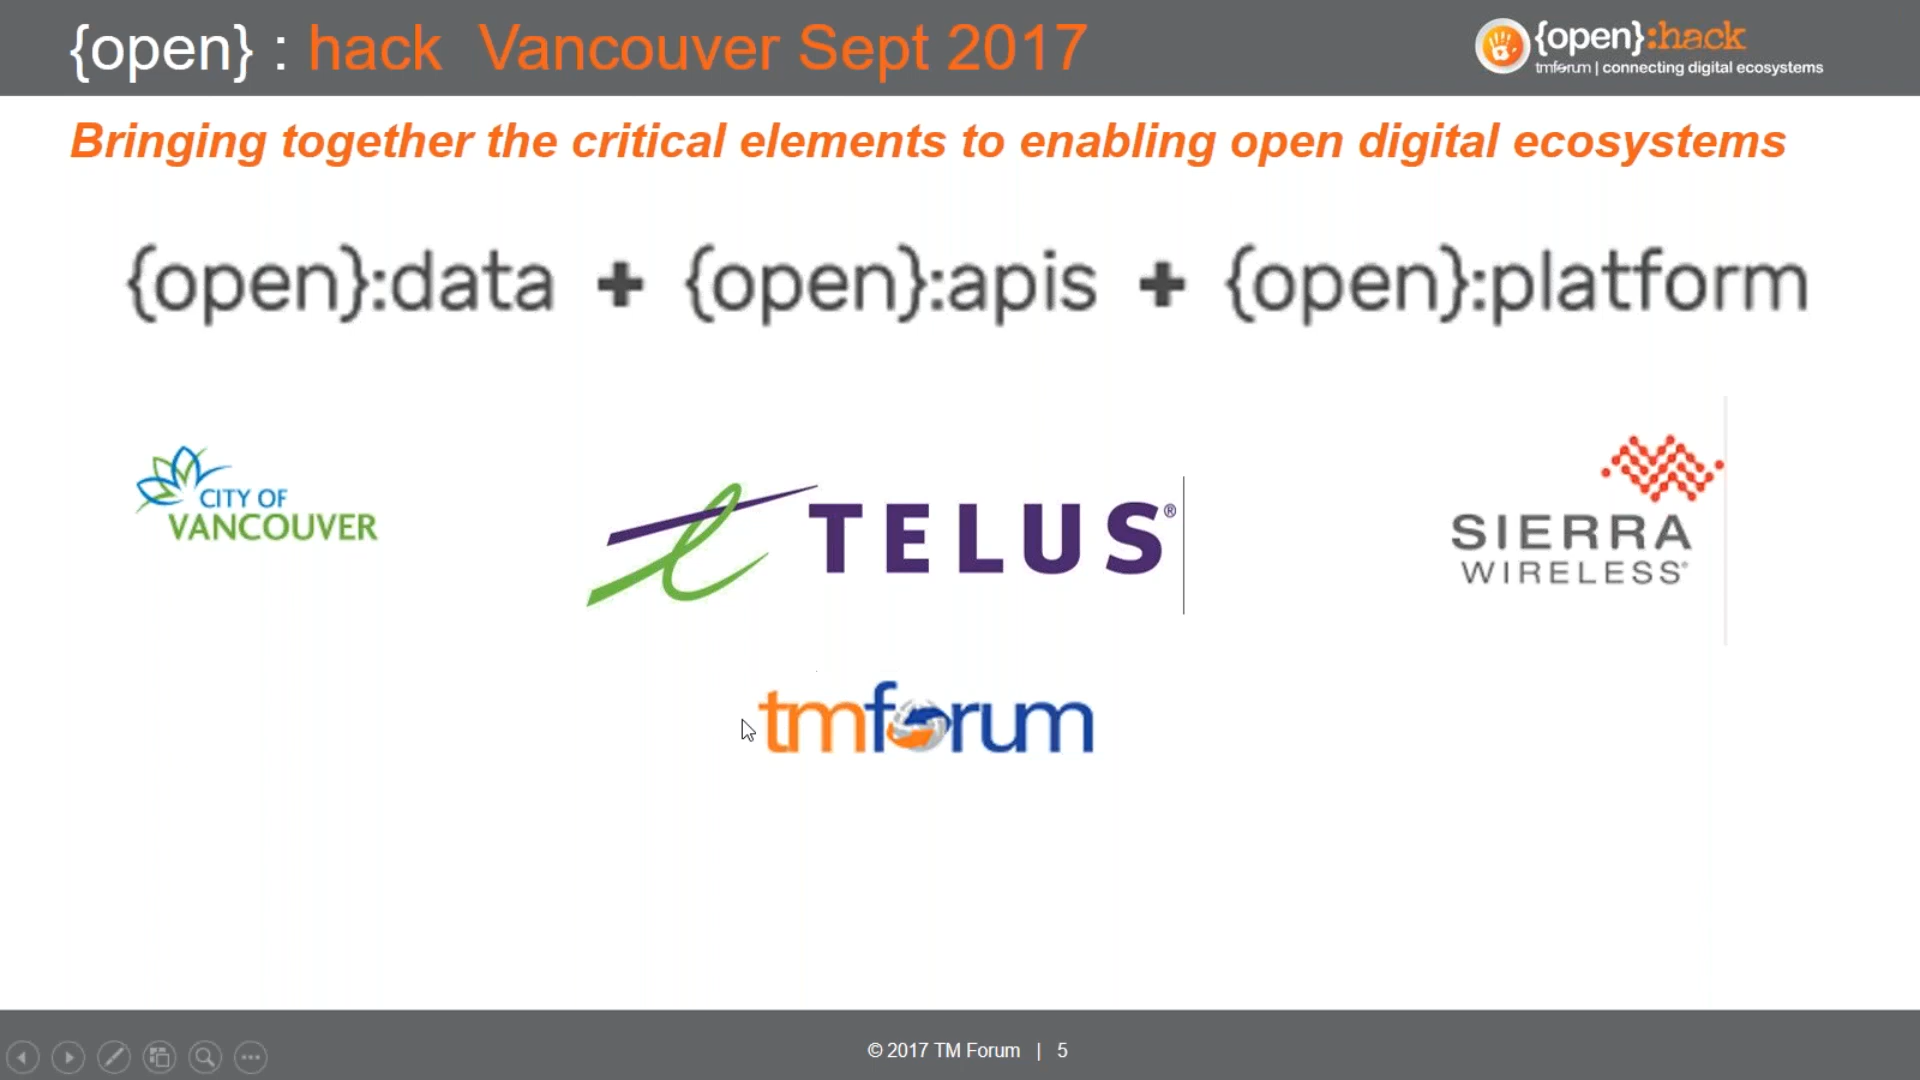 {open} : hack Vancouver Sept 2017
{open}:hack
tmforum | connecting digital ecosystems
Bringing together the critical elements to enabling open digital ecosystems
{open}:data + {open}:apis + {open}:platform
CITY OF
VANCOUVER
TELUS®
SIERRA
WIRELESS®
tmforum
© 2017 TM Forum | 5